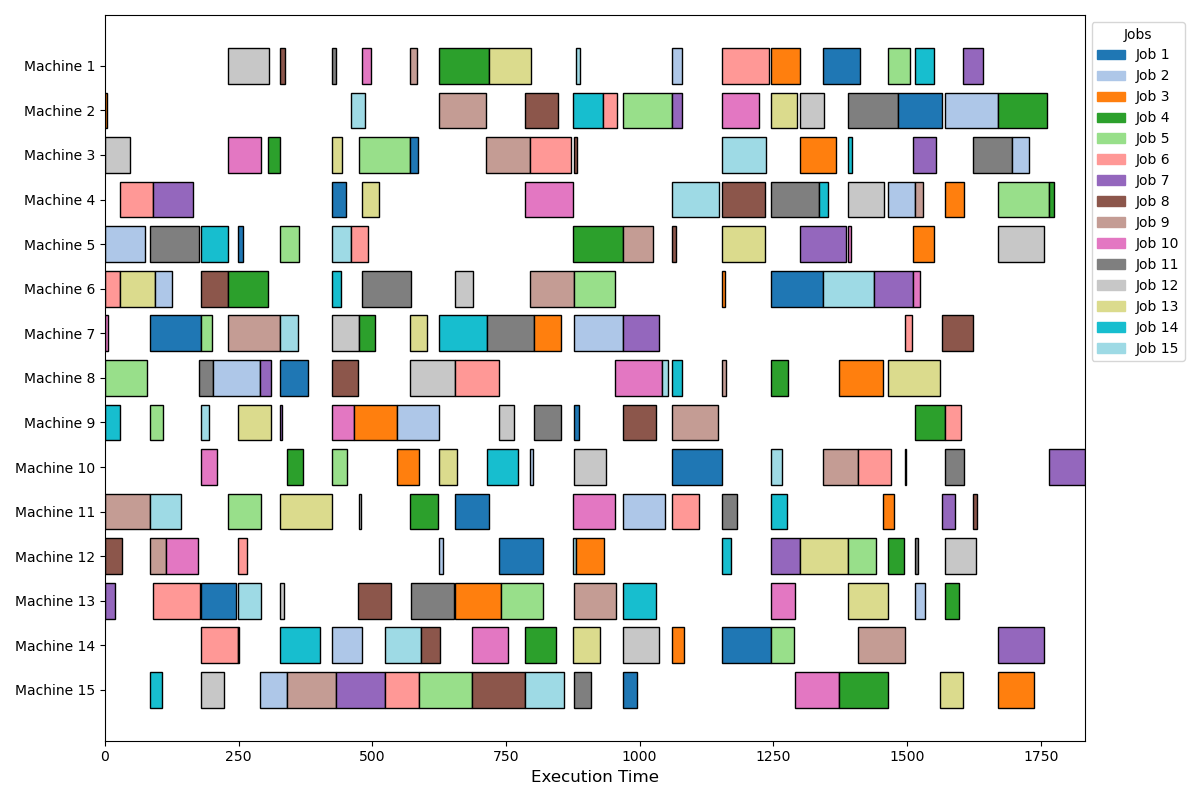 Machine 1
Machine 2
Machine 3
Machine 4
Machine 5
Machine 6
Machine 7
Machine 8
Machine 9
Machine 10
Machine 11
Machine 12
Machine 13
Machine 14
Machine 15
0 250 500 750 1000 1250 1500 1750
Execution Time
Jobs
Job 1
Job 2
Job 3
Job 4
Job 5
Job 6
Job 7
Job 8
Job 9
Job 10
Job 11
Job 12
Job 13
Job 14
Job 15